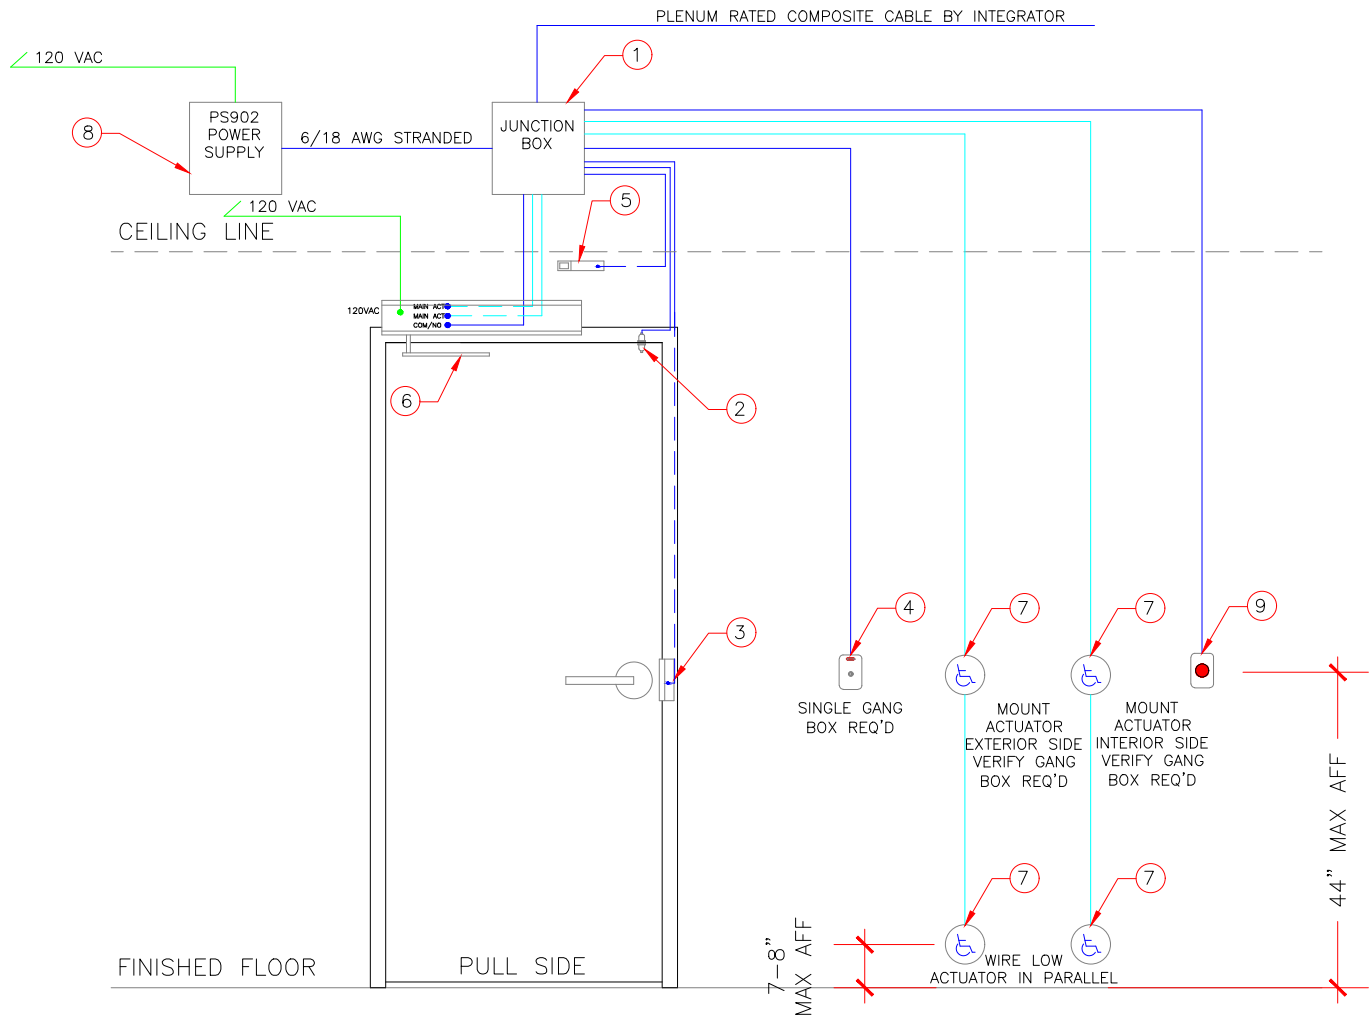 PLENUM RATED COMPOSITE CABLE BY INTEGRATOR
120 VAC
1
8
PS902
POWER
SUPPLY
6/18 AWG STRANDED
JUNCTION
BOX
120 VAC
5
CEILING LINE
120VAC
MAIN ACT
MAIN ACT
COM/NO
6
2
3
4
7
7
9
SINGLE GANG
BOX REQ'D
MOUNT
ACTUATOR
EXTERIOR SIDE
VERIFY GANG
BOX REQ'D
MOUNT
ACTUATOR
INTERIOR SIDE
VERIFY GANG
BOX REQ'D
44" MAX AFF
7
7
7-8"
MAX AFF
WIRE LOW
ACTUATOR IN PARALLEL
FINISHED FLOOR
PULL SIDE